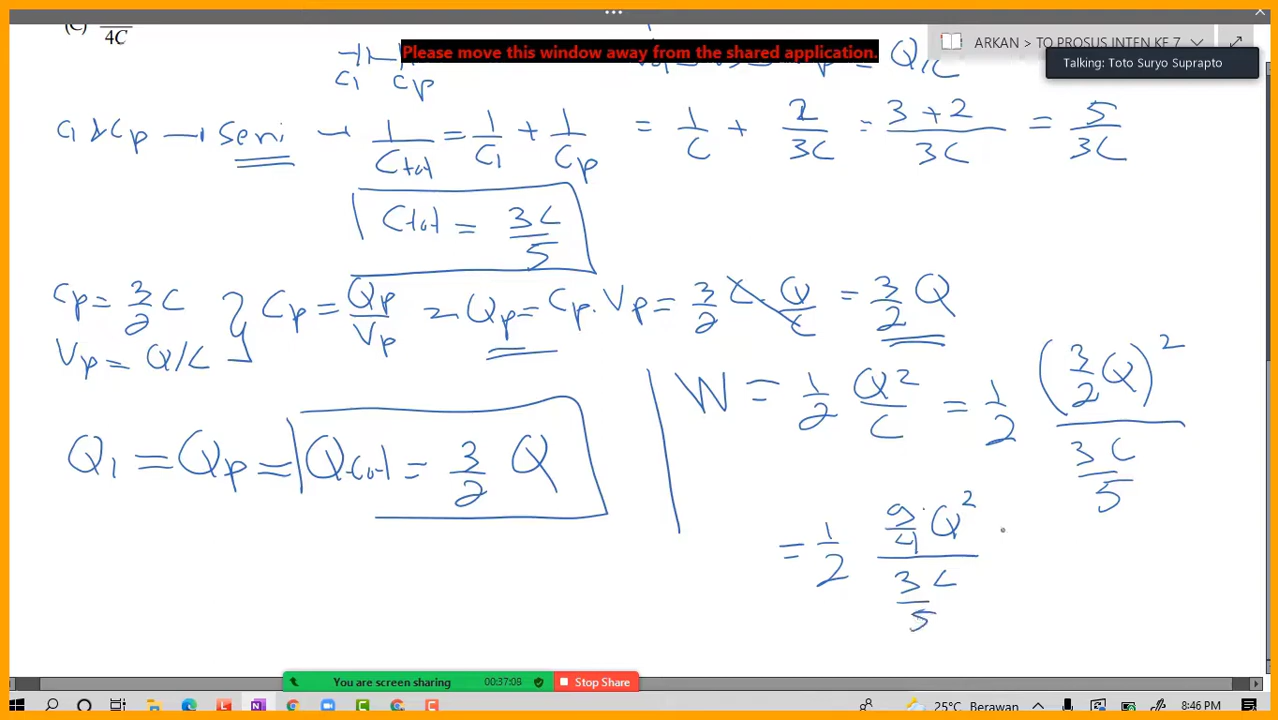 (C) 4C
Please move this window away from the shared application.
ARKAN > TO PROSUS INTEN KE 7
Talking: Toto Suryo Suprapto
C1 Cp = Q/C
C1 & Cp → Seri → 1/Ctot = 1/C1 + 1/Cp = 1/C + 2/3C = 3+2/3C = 5/3C
Ctot = 3C/5
Cp = 3/2 C } Cp = Qp/Vp → Qp = Cp. Vp = 3/2 C. Q/C = 3/2 Q
Vp = Q/C
W = 1/2 Q²/C = 1/2 (3/2 Q)²/(3C/5)
Q1 = Qp = Qtot = 3/2 Q
= 1/2 (9/4 . Q²)/(3C/5)
You are screen sharing 00:37:08 Stop Share
25°C Berawan 8:46 PM